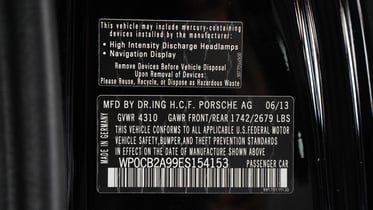 This vehicle may include mercury-containing
devices installed by the manufacturer:
• High Intensity Discharge Headlamps
• Navigation Display
Remove Devices Before Vehicle Disposal
Upon Removal of Devices:
Please Reuse, Recycle, or Dispose as Hazardous Waste
MADE IN GERMANY
MFD BY DR.ING H.C.F. PORSCHE AG 06/13
GVWR 4310 GAWR FRONT/REAR 1742/2679 LBS
THIS VEHICLE CONFORMS TO ALL APPLICABLE U.S.FEDERAL MOTOR
VEHICLE SAFETY,BUMPER,AND THEFT PREVENTION STANDARDS
IN EFFECT ON THE DATE OF MANUFACTURE SHOWN ABOVE
WP0CB2A99ES154153 PASSENGER CAR